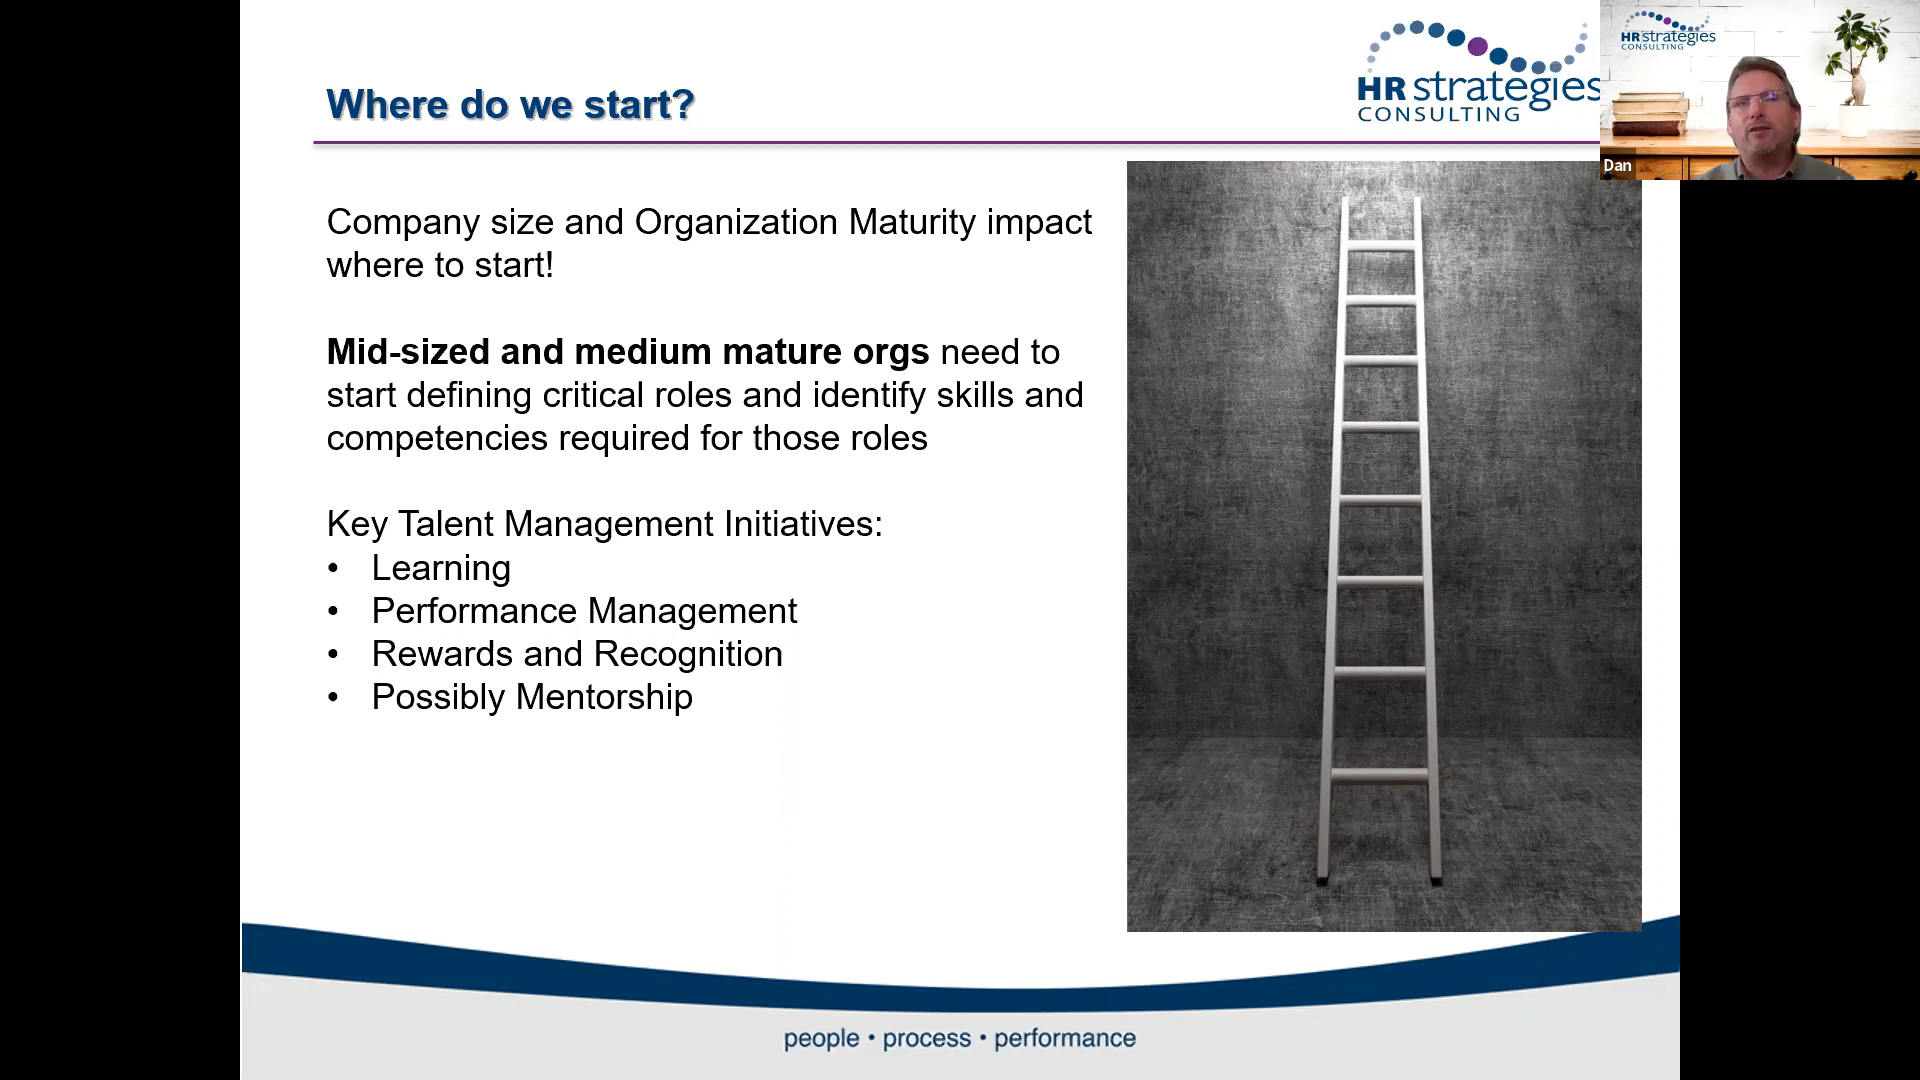 Where do we start?
HR strategies
CONSULTING
HR strategies
CONSULTING
Dan
Company size and Organization Maturity impact
where to start!
Mid-sized and medium mature orgs need to
start defining critical roles and identify skills and
competencies required for those roles
Key Talent Management Initiatives:
• Learning
• Performance Management
• Rewards and Recognition
• Possibly Mentorship
people • process • performance